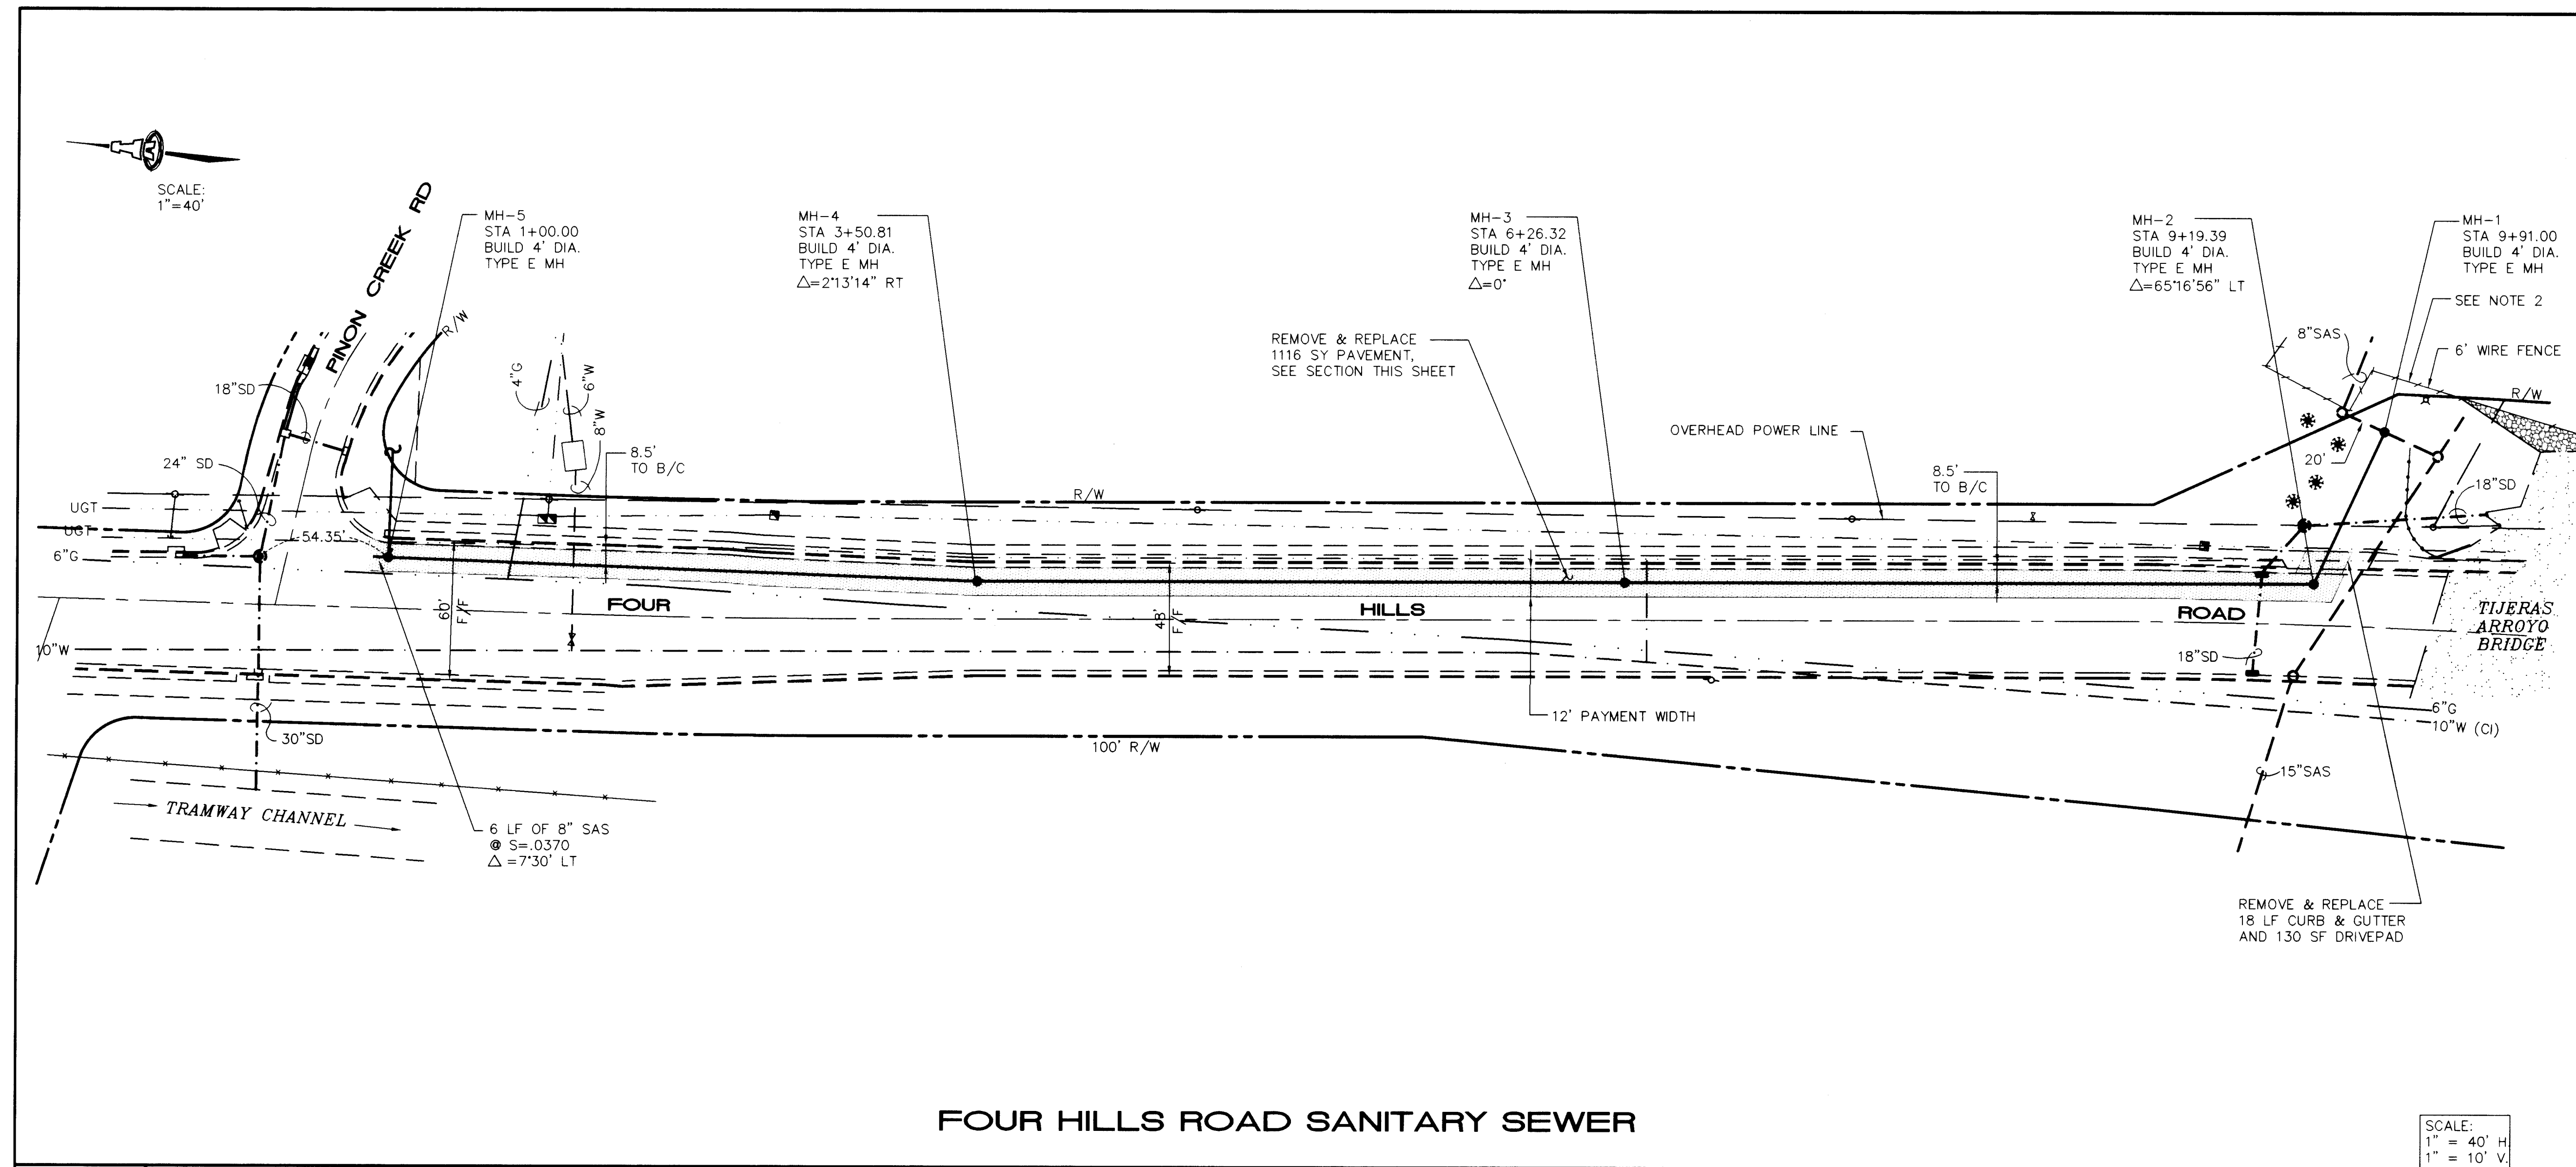 SCALE:
1"=40'
PINON CREEK RD
R/W
MH-5
STA 1+00.00
BUILD 4' DIA.
TYPE E MH
MH-4
STA 3+50.81
BUILD 4' DIA.
TYPE E MH
△=2°13'14" RT
MH-3
STA 6+26.32
BUILD 4' DIA.
TYPE E MH
△=0°
MH-2
STA 9+19.39
BUILD 4' DIA.
TYPE E MH
△=65°16'56" LT
MH-1
STA 9+91.00
BUILD 4' DIA.
TYPE E MH
SEE NOTE 2
6' WIRE FENCE
R/W
8"SAS
20'
18"SD
REMOVE & REPLACE
1116 SY PAVEMENT,
SEE SECTION THIS SHEET
OVERHEAD POWER LINE
18"SD
24" SD
4"G
6"W
8"W
8.5'
TO B/C
R/W
8.5'
TO B/C
UGT
UGT
6"G
54.35'
60'
F/F
48'
F/F
FOUR HILLS ROAD
TIJERAS
ARROYO
BRIDGE
10"W
18"SD
12' PAYMENT WIDTH
6"G
10"W (CI)
30"SD
100' R/W
15"SAS
TRAMWAY CHANNEL
6 LF OF 8" SAS
@ S=.0370
△=7°30' LT
REMOVE & REPLACE
18 LF CURB & GUTTER
AND 130 SF DRIVEPAD
FOUR HILLS ROAD SANITARY SEWER
SCALE:
1" = 40' H.
1" = 10' V.